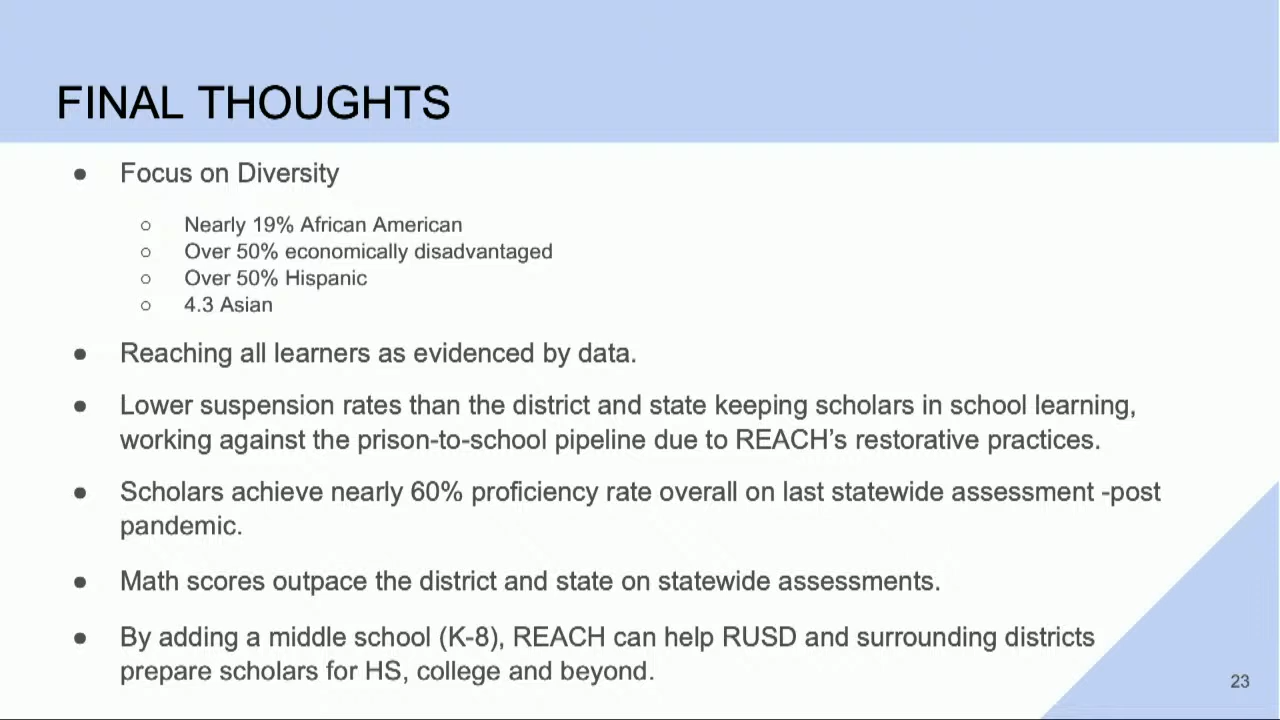 FINAL THOUGHTS
● Focus on Diversity
○ Nearly 19% African American
○ Over 50% economically disadvantaged
○ Over 50% Hispanic
○ 4.3 Asian
● Reaching all learners as evidenced by data.
● Lower suspension rates than the district and state keeping scholars in school learning,
working against the prison-to-school pipeline due to REACH's restorative practices.
● Scholars achieve nearly 60% proficiency rate overall on last statewide assessment -post
pandemic.
● Math scores outpace the district and state on statewide assessments.
● By adding a middle school (K-8), REACH can help RUSD and surrounding districts
prepare scholars for HS, college and beyond.
23